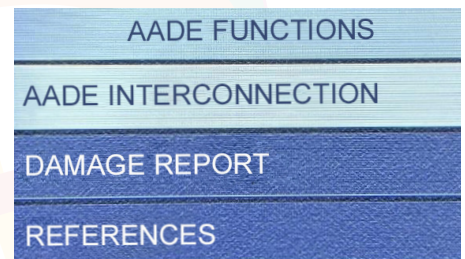 AADE FUNCTIONS
AADE INTERCONNECTION
DAMAGE REPORT
REFERENCES